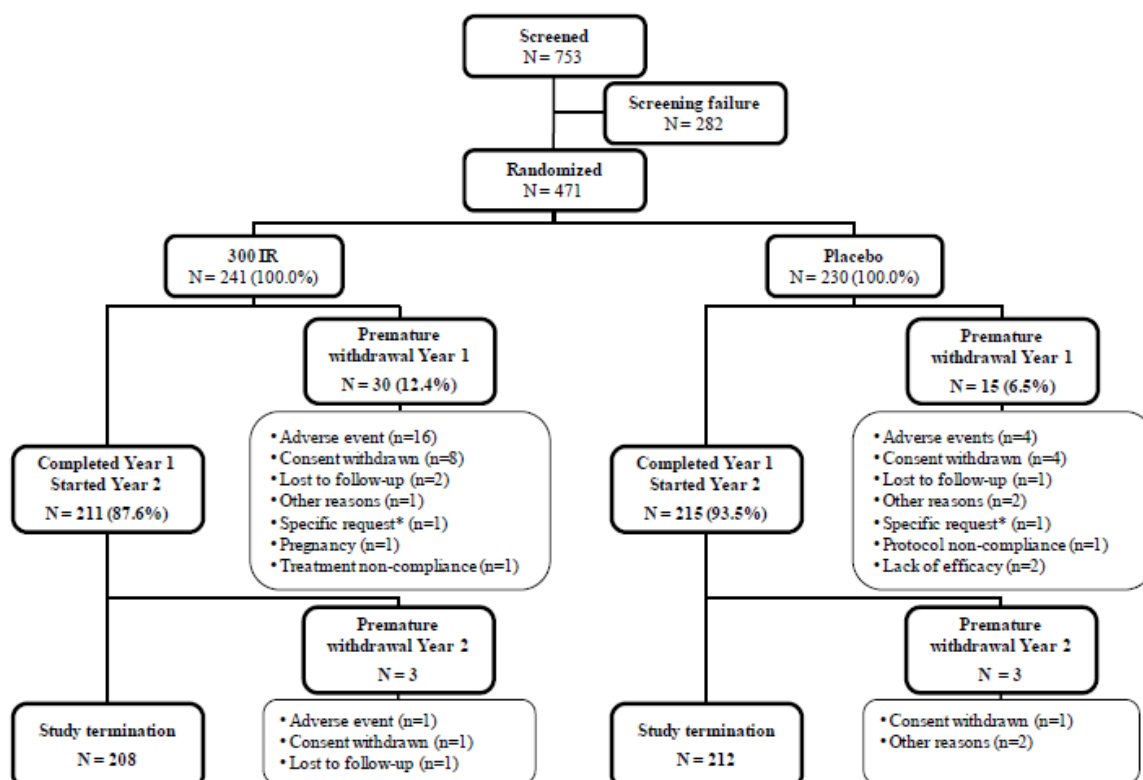 Screened
N = 753
Screening failure
N = 282
Randomized
N = 471
300 IR
N = 241 (100.0%)
Placebo
N = 230 (100.0%)
Premature
withdrawal Year 1
N = 30 (12.4%)
Premature
withdrawal Year 1
N = 15 (6.5%)
• Adverse event (n=16)
• Consent withdrawn (n=8)
• Lost to follow-up (n=2)
• Other reasons (n=1)
• Specific request* (n=1)
• Pregnancy (n=1)
• Treatment non-compliance (n=1)
• Adverse events (n=4)
• Consent withdrawn (n=4)
• Lost to follow-up (n=1)
• Other reasons (n=2)
• Specific request* (n=1)
• Protocol non-compliance (n=1)
• Lack of efficacy (n=2)
Completed Year 1
Started Year 2
N = 211 (87.6%)
Completed Year 1
Started Year 2
N = 215 (93.5%)
Premature
withdrawal Year 2
N = 3
Premature
withdrawal Year 2
N = 3
Study termination
N = 208
• Adverse event (n=1)
• Consent withdrawn (n=1)
• Lost to follow-up (n=1)
Study termination
N = 212
• Consent withdrawn (n=1)
• Other reasons (n=2)